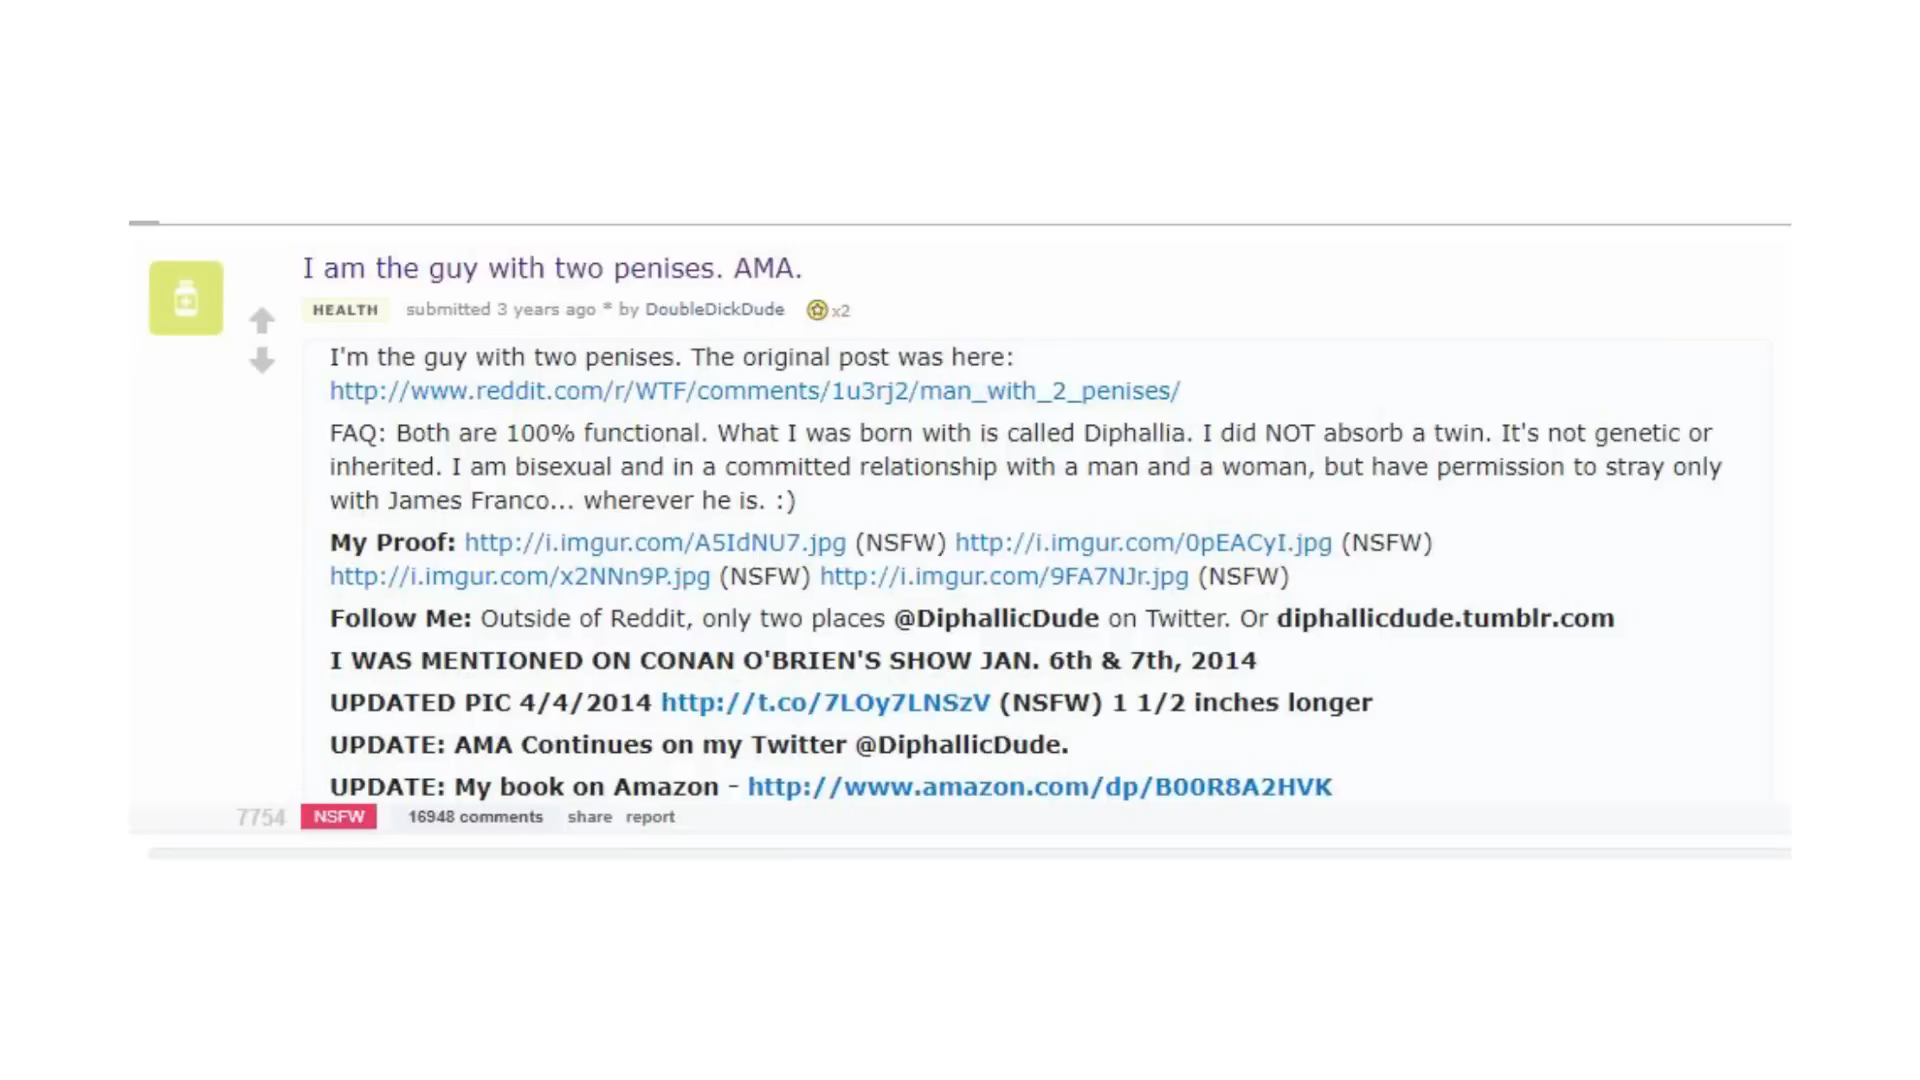 I am the guy with two penises. AMA.
HEALTH submitted 3 years ago * by DoubleDickDude x2
I'm the guy with two penises. The original post was here:
http://www.reddit.com/r/WTF/comments/1u3rj2/man_with_2_penises/
FAQ: Both are 100% functional. What I was born with is called Diphallia. I did NOT absorb a twin. It's not genetic or
inherited. I am bisexual and in a committed relationship with a man and a woman, but have permission to stray only
with James Franco... wherever he is. :)
My Proof: http://i.imgur.com/A5IdNU7.jpg (NSFW) http://i.imgur.com/0pEACyI.jpg (NSFW)
http://i.imgur.com/x2NNn9P.jpg (NSFW) http://i.imgur.com/9FA7NJr.jpg (NSFW)
Follow Me: Outside of Reddit, only two places @DiphallicDude on Twitter. Or diphallicdude.tumblr.com
I WAS MENTIONED ON CONAN O'BRIEN'S SHOW JAN. 6th & 7th, 2014
UPDATED PIC 4/4/2014 http://t.co/7LOy7LNSzV (NSFW) 1 1/2 inches longer
UPDATE: AMA Continues on my Twitter @DiphallicDude.
UPDATE: My book on Amazon - http://www.amazon.com/dp/B00R8A2HVK
7754 NSFW 16948 comments share report